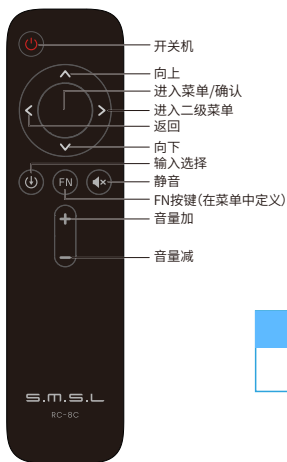 开关机
向上
进入菜单/确认
进入二级菜单
返回
向下
输入选择
静音
FN按键(在菜单中定义)
音量加
音量减
FN
S.M.S.L
RC-8C